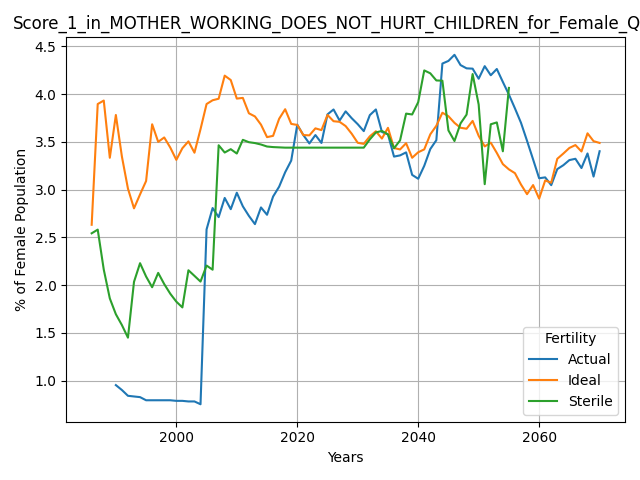 Score_1_in_MOTHER_WORKING_DOES_NOT_HURT_CHILDREN_for_Female_Q
4.5
4.0
3.5
3.0
2.5
2.0
1.5
1.0
% of Female Population
2000
2020
2040
2060
Years
Fertility
Actual
Ideal
Sterile